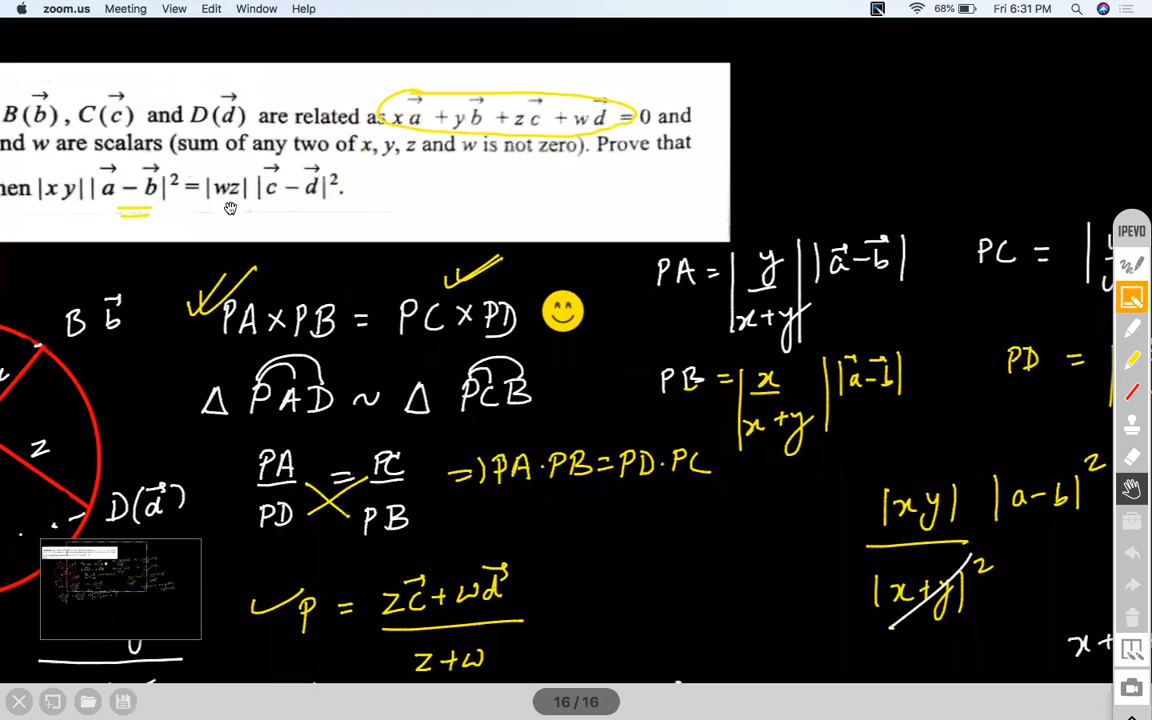 zoom.us Meeting View Edit Window Help 68% Fri 6:31 PM
B(b⃗), C(c⃗) and D(d⃗) are related as x a⃗ + y b⃗ + z c⃗ + w d⃗ = 0 and
nd w are scalars (sum of any two of x, y, z and w is not zero). Prove that
hen |x y| | a⃗ − b⃗ |² = |wz| |c⃗ − d⃗ |².
IPEVO
B b⃗
PA × PB = PC × PD
PA = |y/x+y| |a⃗-b⃗|
PC =
Δ PAD ~ Δ PCB
PB = |x/x+y| |a⃗-b⃗|
PD =
z
PA/PD = PC/PB => PA·PB = PD·PC
D(d⃗)
|xy| |a-b|²
|x+y|²
p = zc⃗ + wd⃗
z+w
x+
16 / 16